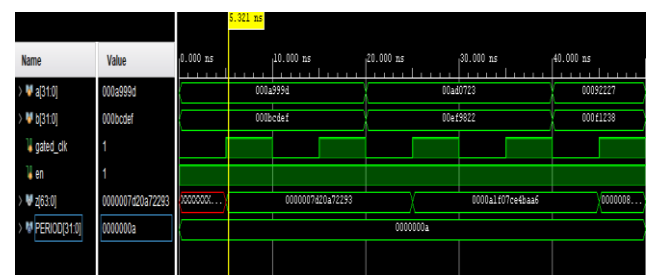 5.321 ns
Name Value 0.000 ns 10.000 ns 20.000 ns 30.000 ns 40.000 ns
a[31:0] 000a999d 000a999d 00ad0723 00092227
b[31:0] 000bcdef 000bcdef 00ef9822 000f1238
gated_clk 1
en 1
z[63:0] 0000007d20a72293 XXXXXXX... 0000007d20a72293 0000a1f07ce4baa6 0000008...
PERIOD[31:0] 0000000a 0000000a